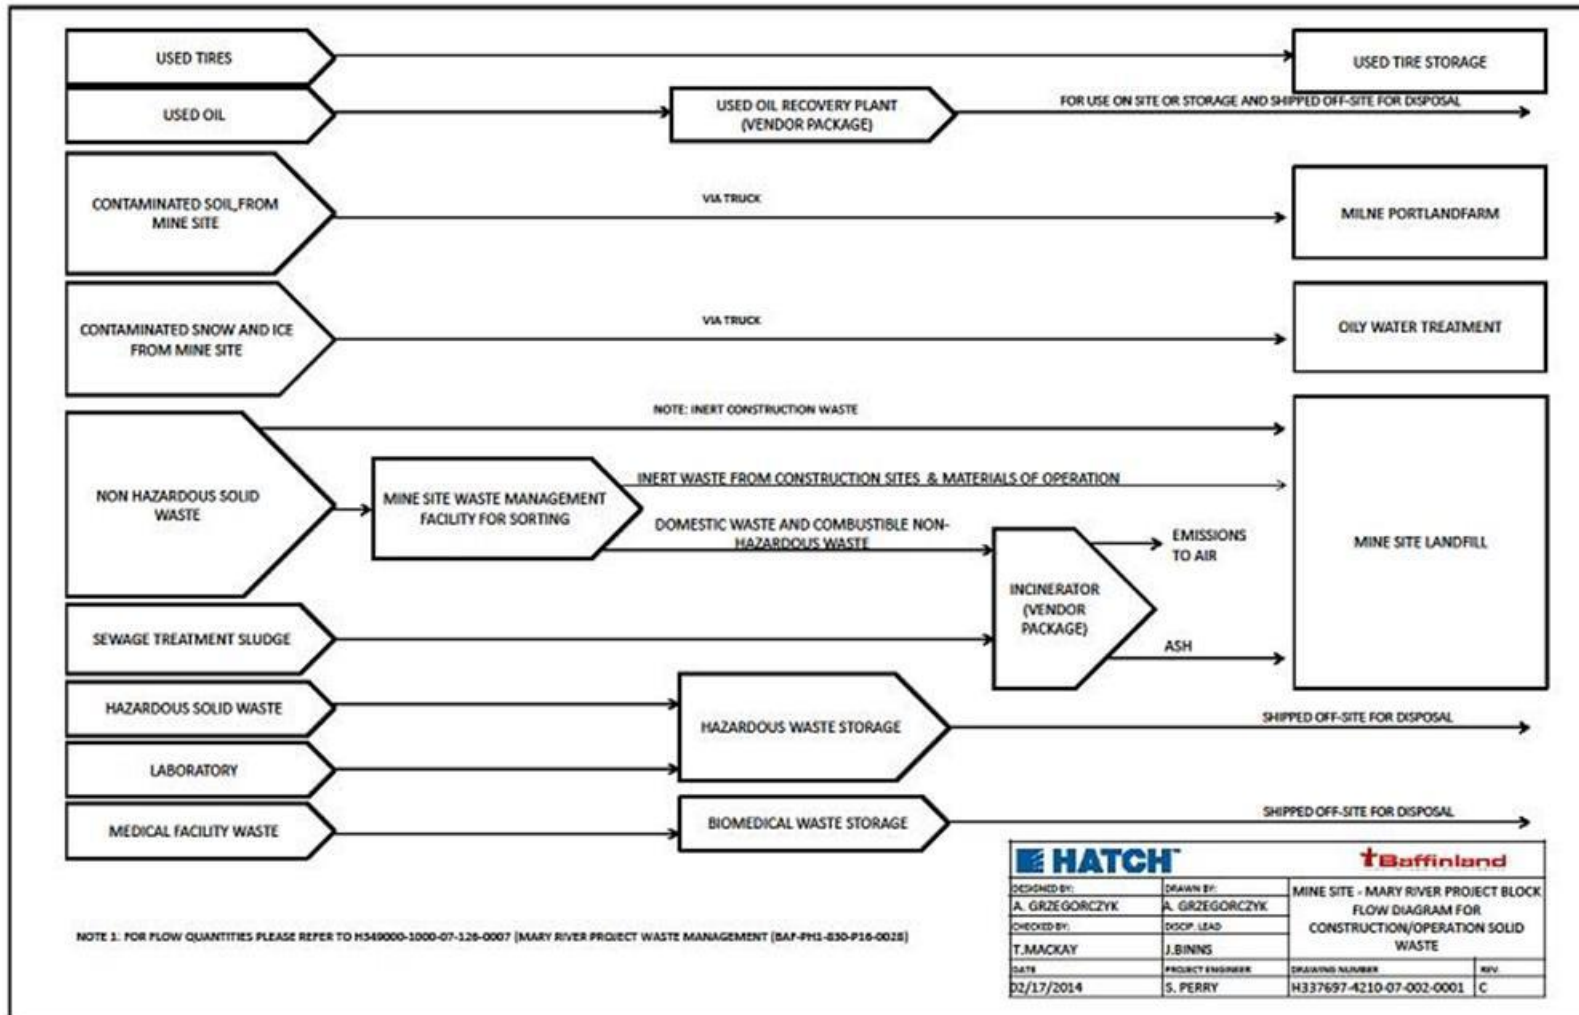 USED TIRES
USED TIRE STORAGE
USED OIL
USED OIL RECOVERY PLANT
(VENDOR PACKAGE)
FOR USE ON SITE OR STORAGE AND SHIPPED OFF-SITE FOR DISPOSAL
CONTAMINATED SOIL,FROM
MINE SITE
VIA TRUCK
MILNE PORTLANDFARM
CONTAMINATED SNOW AND ICE
FROM MINE SITE
VIA TRUCK
OILY WATER TREATMENT
NON HAZARDOUS SOLID
WASTE
NOTE: INERT CONSTRUCTION WASTE
MINE SITE WASTE MANAGEMENT
FACILITY FOR SORTING
INERT WASTE FROM CONSTRUCTION SITES & MATERIALS OF OPERATION
DOMESTIC WASTE AND COMBUSTIBLE NON-
HAZARDOUS WASTE
INCINERATOR
(VENDOR
PACKAGE)
EMISSIONS
TO AIR
ASH
MINE SITE LANDFILL
SEWAGE TREATMENT SLUDGE
HAZARDOUS SOLID WASTE
LABORATORY
HAZARDOUS WASTE STORAGE
SHIPPED OFF-SITE FOR DISPOSAL
MEDICAL FACILITY WASTE
BIOMEDICAL WASTE STORAGE
SHIPPED OFF-SITE FOR DISPOSAL
NOTE 1: FOR FLOW QUANTITIES PLEASE REFER TO H349000-1000-07-126-0007 (MARY RIVER PROJECT WASTE MANAGEMENT (BAF-PH1-830-P16-0028)
HATCH™
Baffinland
DESIGNED BY:
A. GRZEGORCZYK
DRAWN BY:
A. GRZEGORCZYK
CHECKED BY:
T.MACKAY
DISCIP. LEAD
J.BINNS
DATE
02/17/2014
PROJECT ENGINEER
S. PERRY
MINE SITE - MARY RIVER PROJECT BLOCK
FLOW DIAGRAM FOR
CONSTRUCTION/OPERATION SOLID
WASTE
DRAWING NUMBER
H337697-4210-07-002-0001
REV.
C